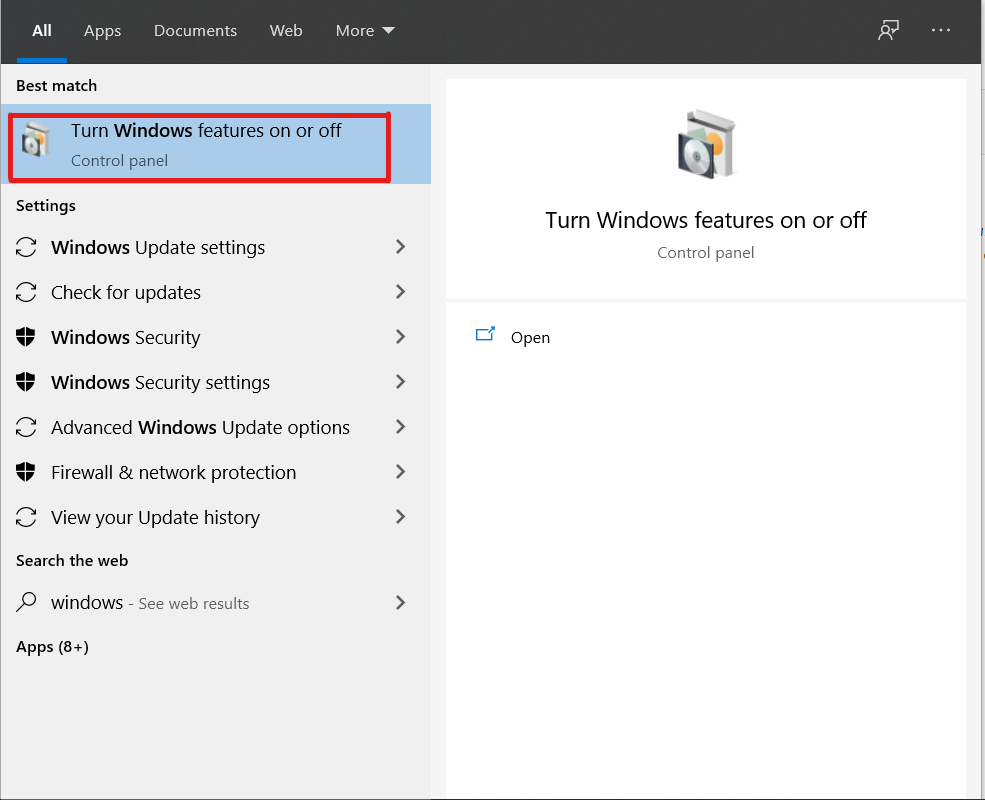 All Apps Documents Web More
Best match
Turn Windows features on or off
Control panel
Settings
Windows Update settings
Check for updates
Windows Security
Windows Security settings
Advanced Windows Update options
Firewall & network protection
View your Update history
Search the web
windows - See web results
Apps (8+)
Turn Windows features on or off
Control panel
Open